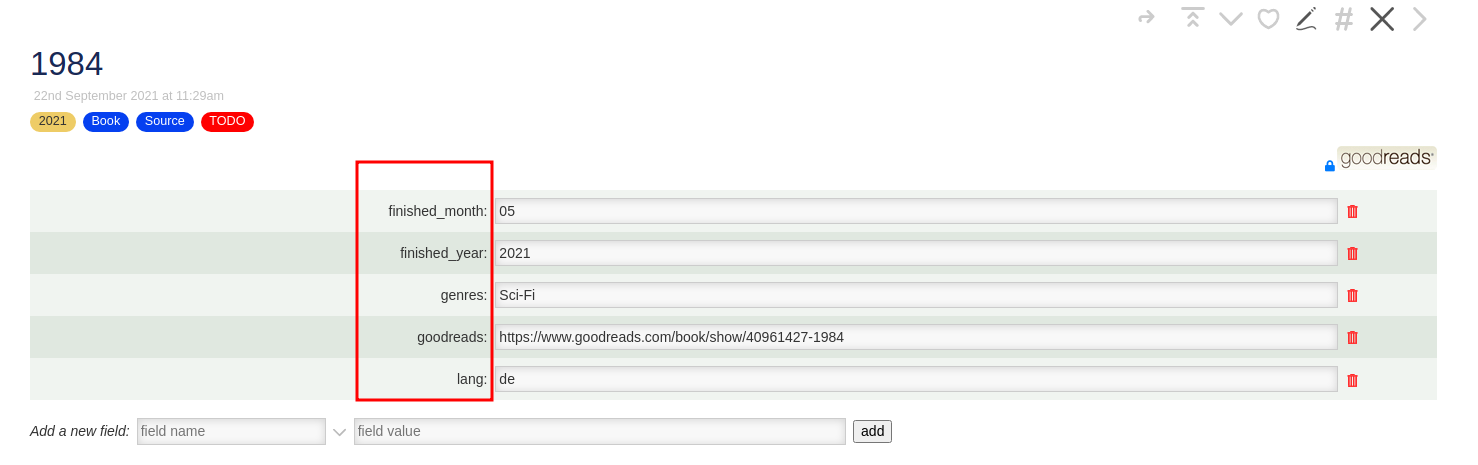 1984
22nd September 2021 at 11:29am
2021 Book Source TODO
goodreads
finished_month: 05
finished_year: 2021
genres: Sci-Fi
goodreads: https://www.goodreads.com/book/show/40961427-1984
lang: de
Add a new field: field name field value add